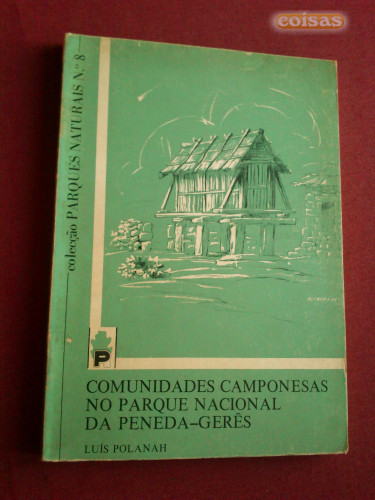 coisas
colecção PARQUES NATURAIS N.º 8
P
COMUNIDADES CAMPONESAS
NO PARQUE NACIONAL
DA PENEDA-GERÊS
LUÍS POLANAH